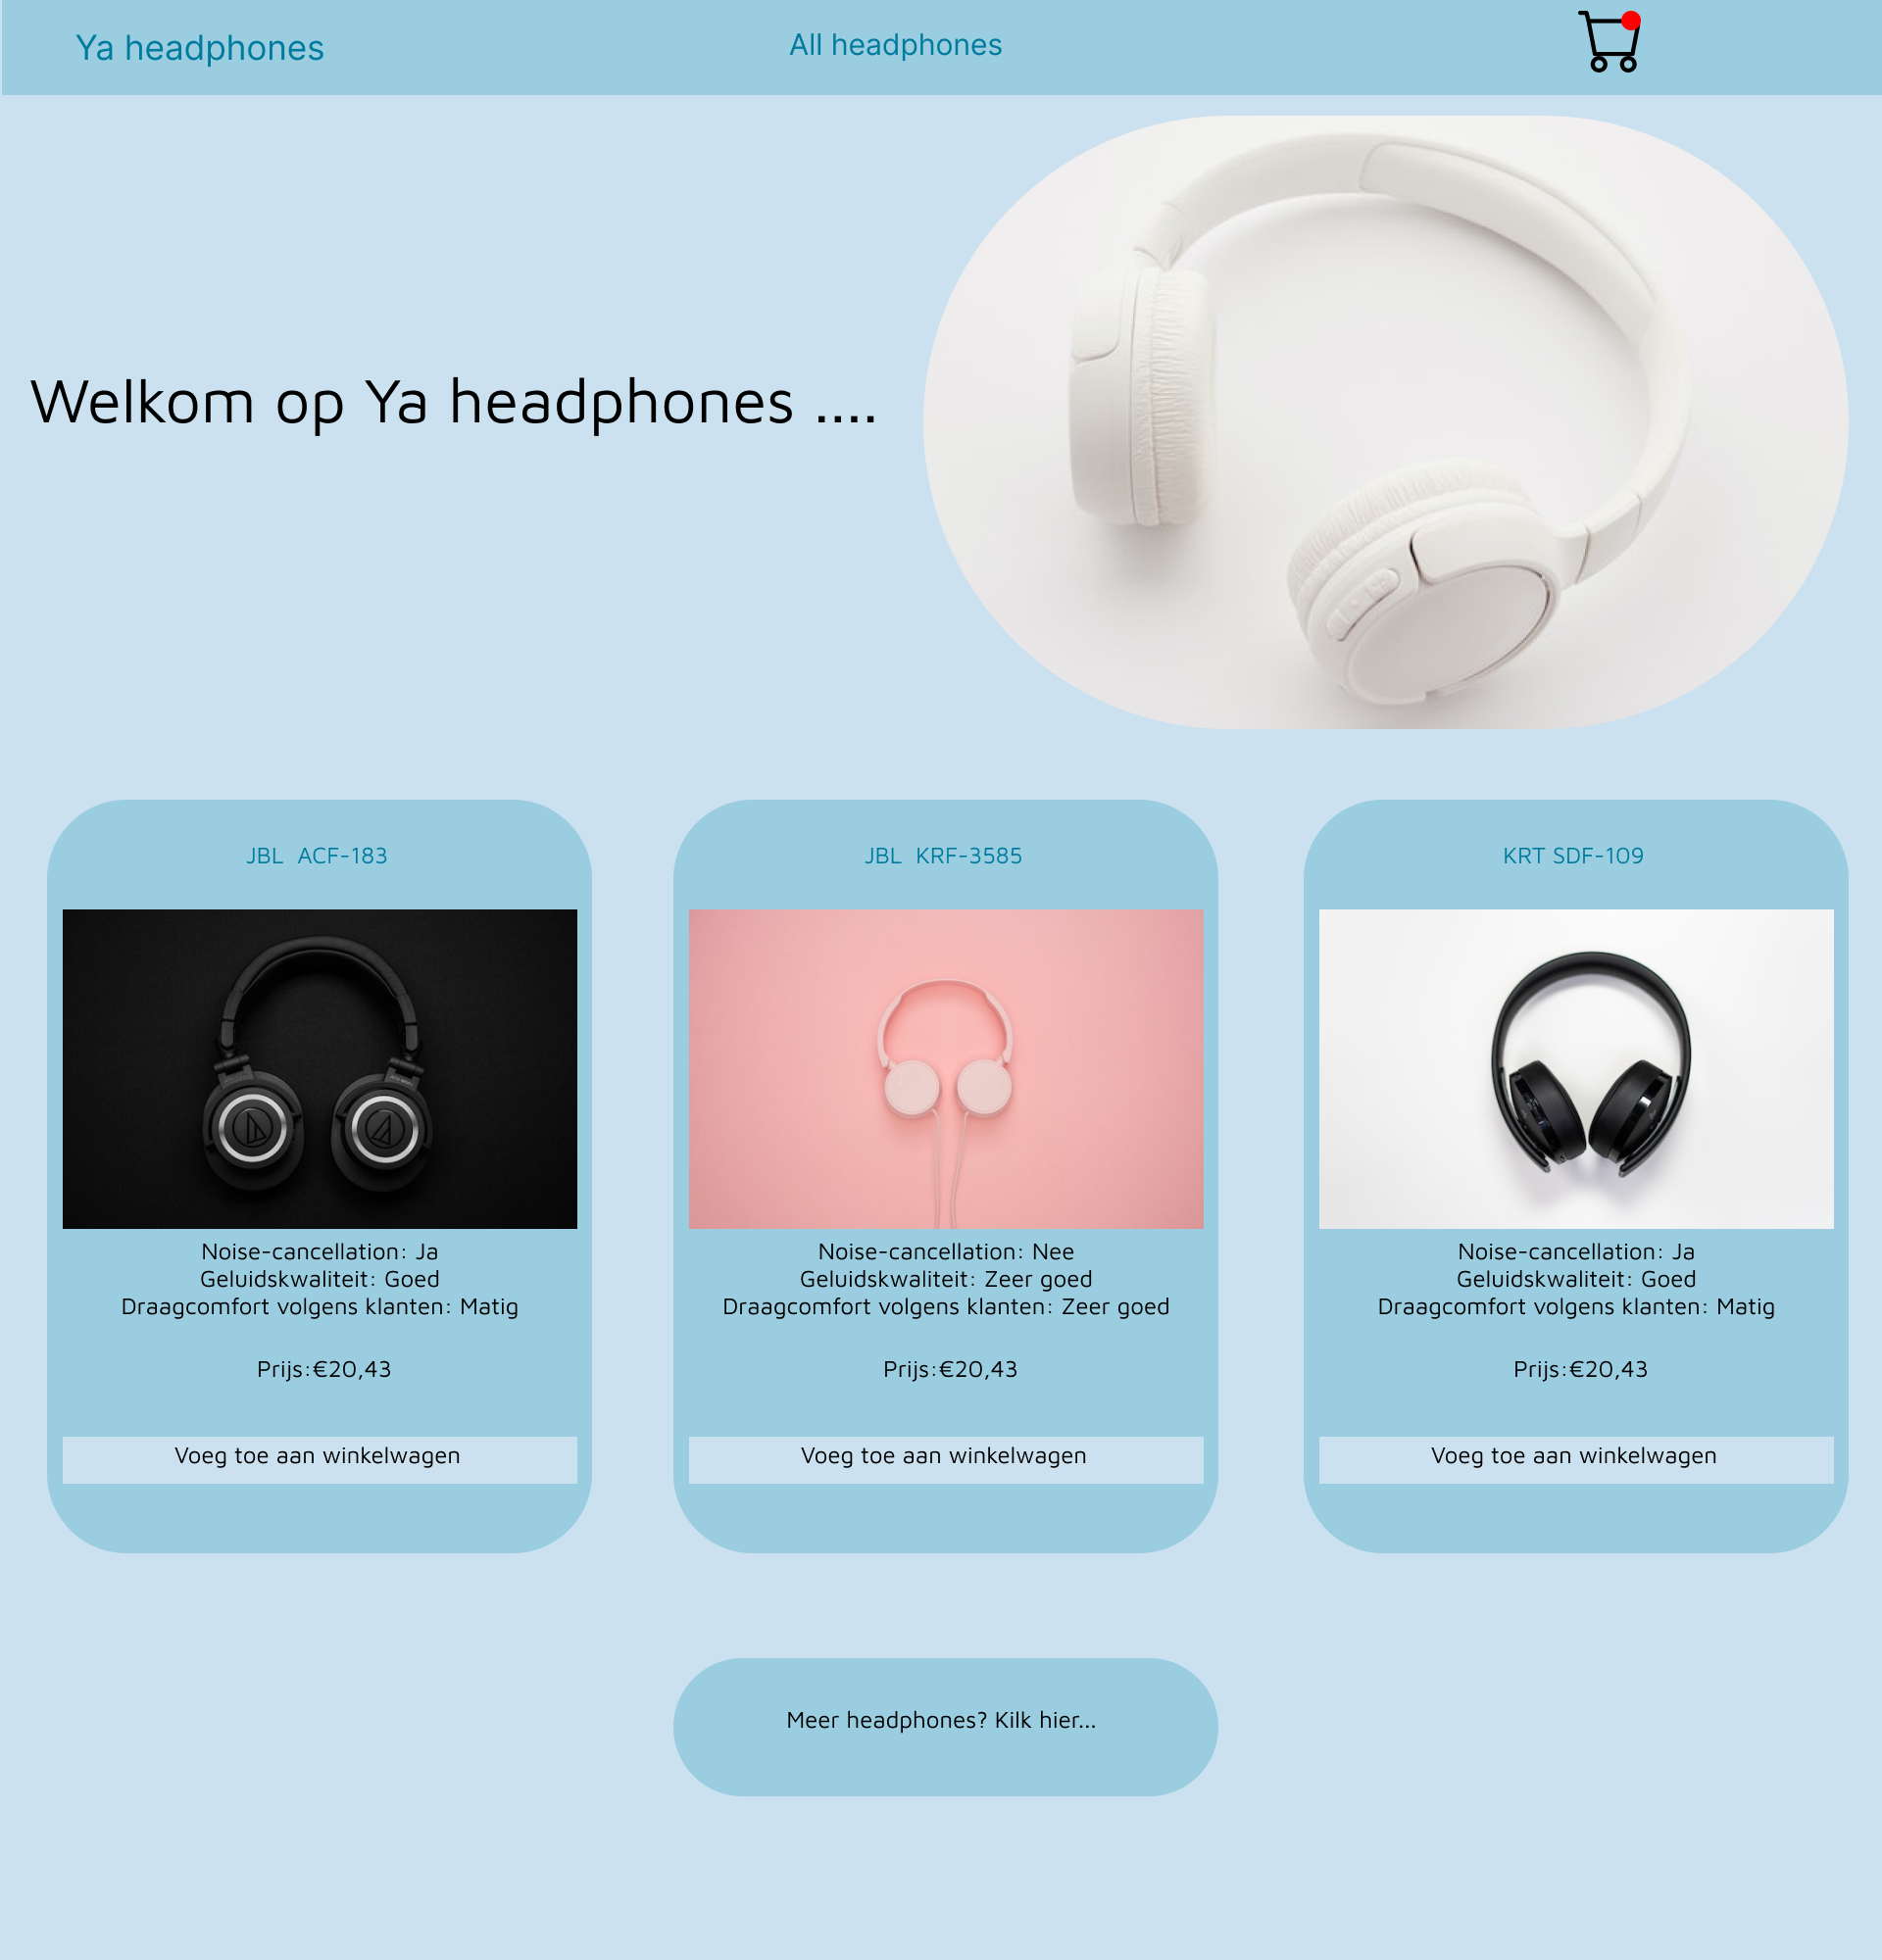 Ya headphones
All headphones
Welkom op Ya headphones ....
JBL  ACF-183
JBL  KRF-3585
KRT SDF-109
Noise-cancellation: Ja
Geluidskwaliteit: Goed
Draagcomfort volgens klanten: Matig
Prijs:€20,43
Voeg toe aan winkelwagen
Noise-cancellation: Nee
Geluidskwaliteit: Zeer goed
Draagcomfort volgens klanten: Zeer goed
Prijs:€20,43
Voeg toe aan winkelwagen
Noise-cancellation: Ja
Geluidskwaliteit: Goed
Draagcomfort volgens klanten: Matig
Prijs:€20,43
Voeg toe aan winkelwagen
Meer headphones? Kilk hier...